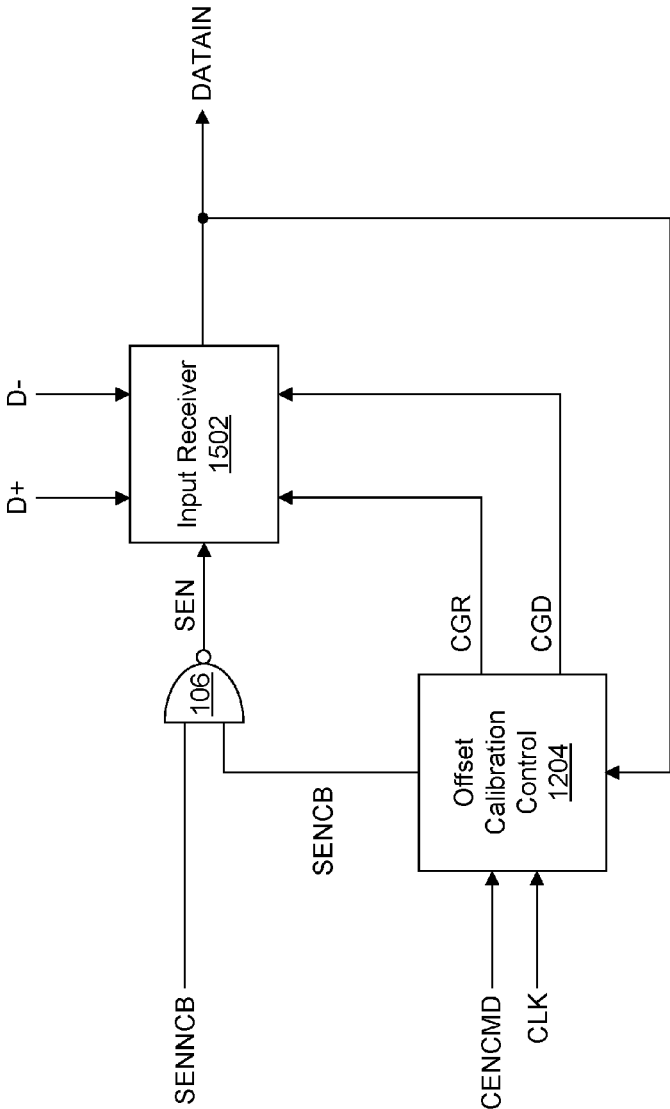 D+
D-
Input Receiver
1502
DATAIN
SEN
106
SENNCB
SENCB
CGR
CGD
Offset
Calibration
Control
1204
CENCMD
CLK